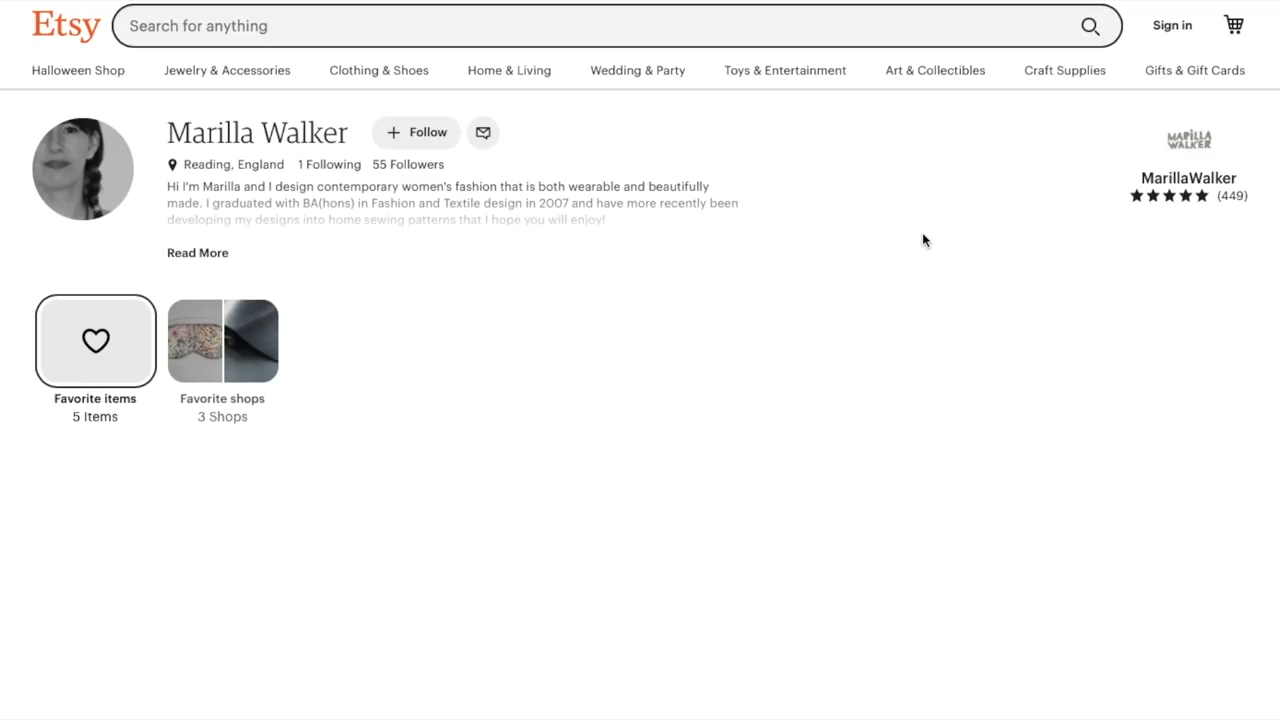 Etsy
Search for anything
Sign in
Halloween Shop
Jewelry & Accessories
Clothing & Shoes
Home & Living
Wedding & Party
Toys & Entertainment
Art & Collectibles
Craft Supplies
Gifts & Gift Cards
Marilla Walker
Follow
Reading, England 1 Following 55 Followers
Hi I'm Marilla and I design contemporary women's fashion that is both wearable and beautifully
made. I graduated with BA(hons) in Fashion and Textile design in 2007 and have more recently been
developing my designs into home sewing patterns that I hope you will enjoy!
Read More
MARILLA
WALKER
MarillaWalker
(449)
Favorite items
5 Items
Favorite shops
3 Shops